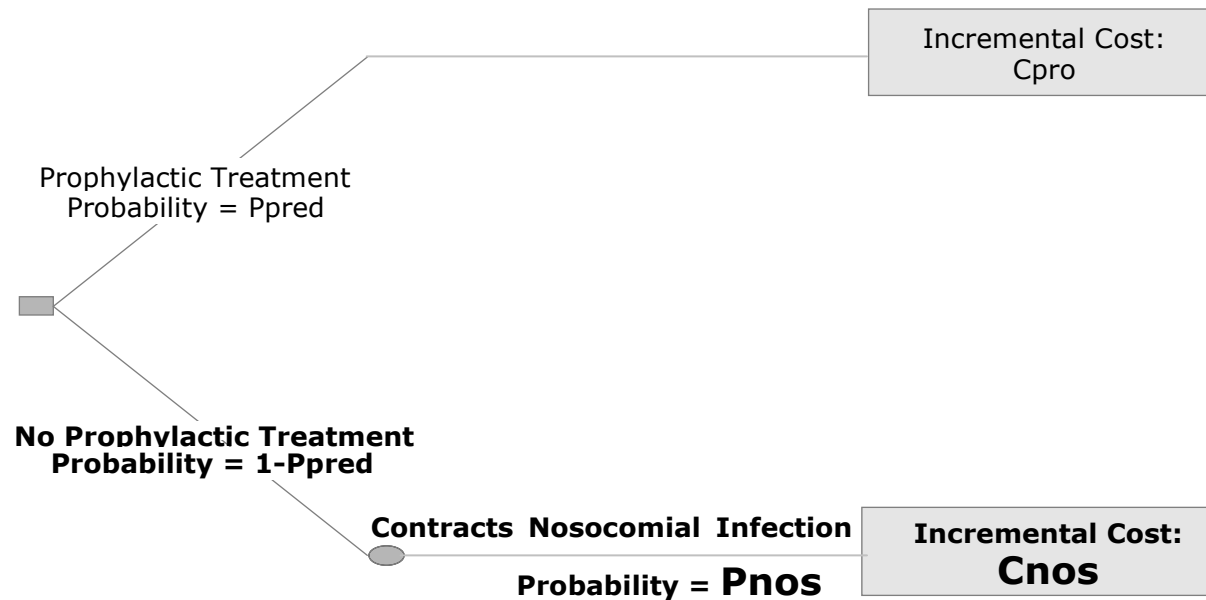 Incremental Cost:
Cpro
Prophylactic Treatment
Probability = Ppred
No Prophylactic Treatment
Probability = 1-Ppred
Contracts Nosocomial Infection
Probability = Pnos
Incremental Cost:
Cnos